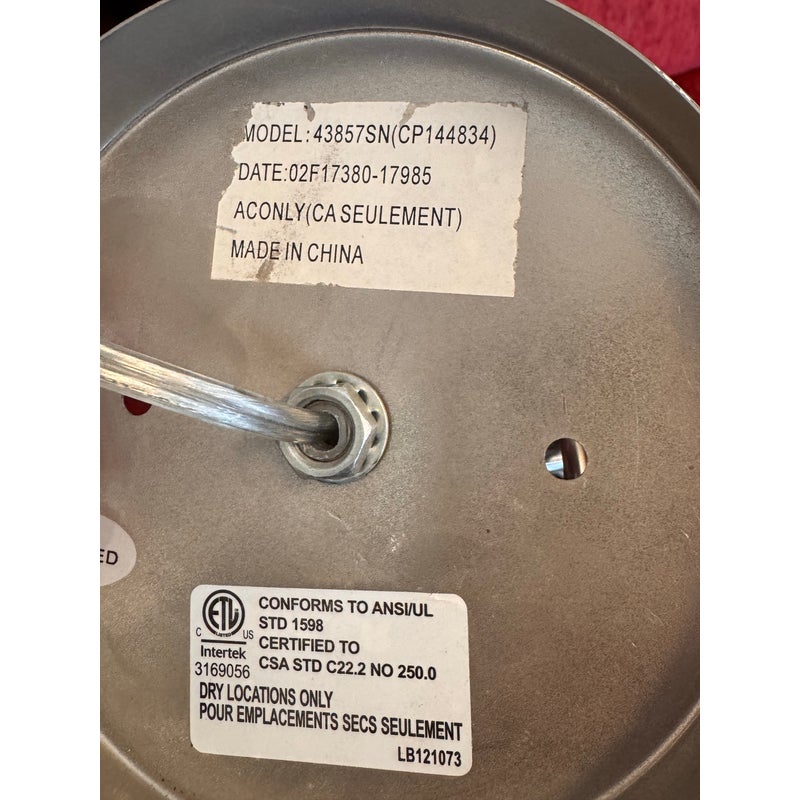 MODEL:43857SN(CP144834)
DATE:02F17380-17985
ACONLY(CA SEULEMENT)
MADE IN CHINA
ED
ETL
LISTED
C US
Intertek
3169056
CONFORMS TO ANSI/UL
STD 1598
CERTIFIED TO
CSA STD C22.2 NO 250.0
DRY LOCATIONS ONLY
POUR EMPLACEMENTS SECS SEULEMENT
LB121073